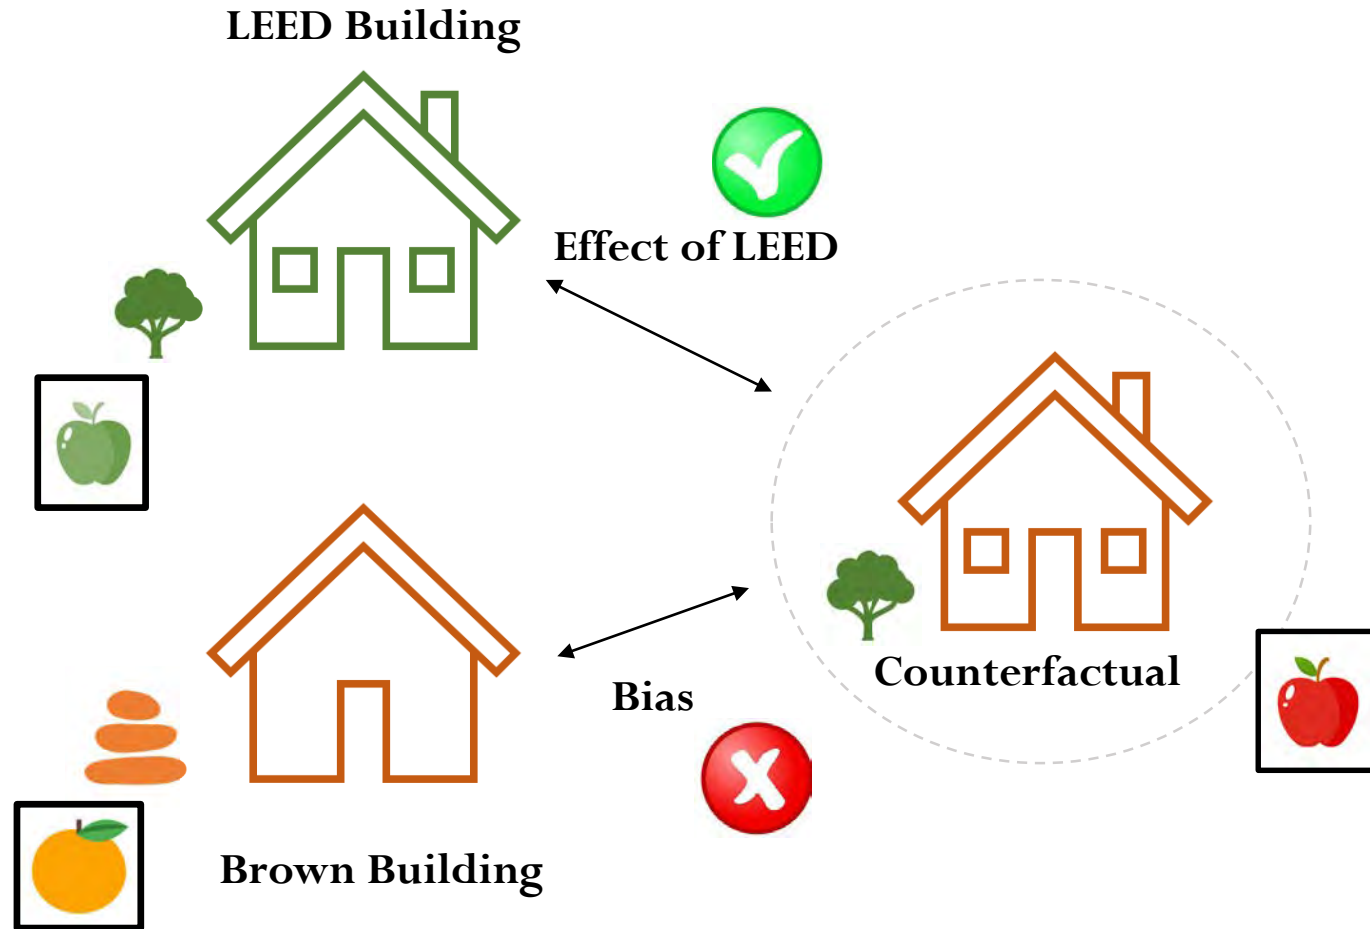 LEED Building
Effect of LEED
Counterfactual
Bias
Brown Building